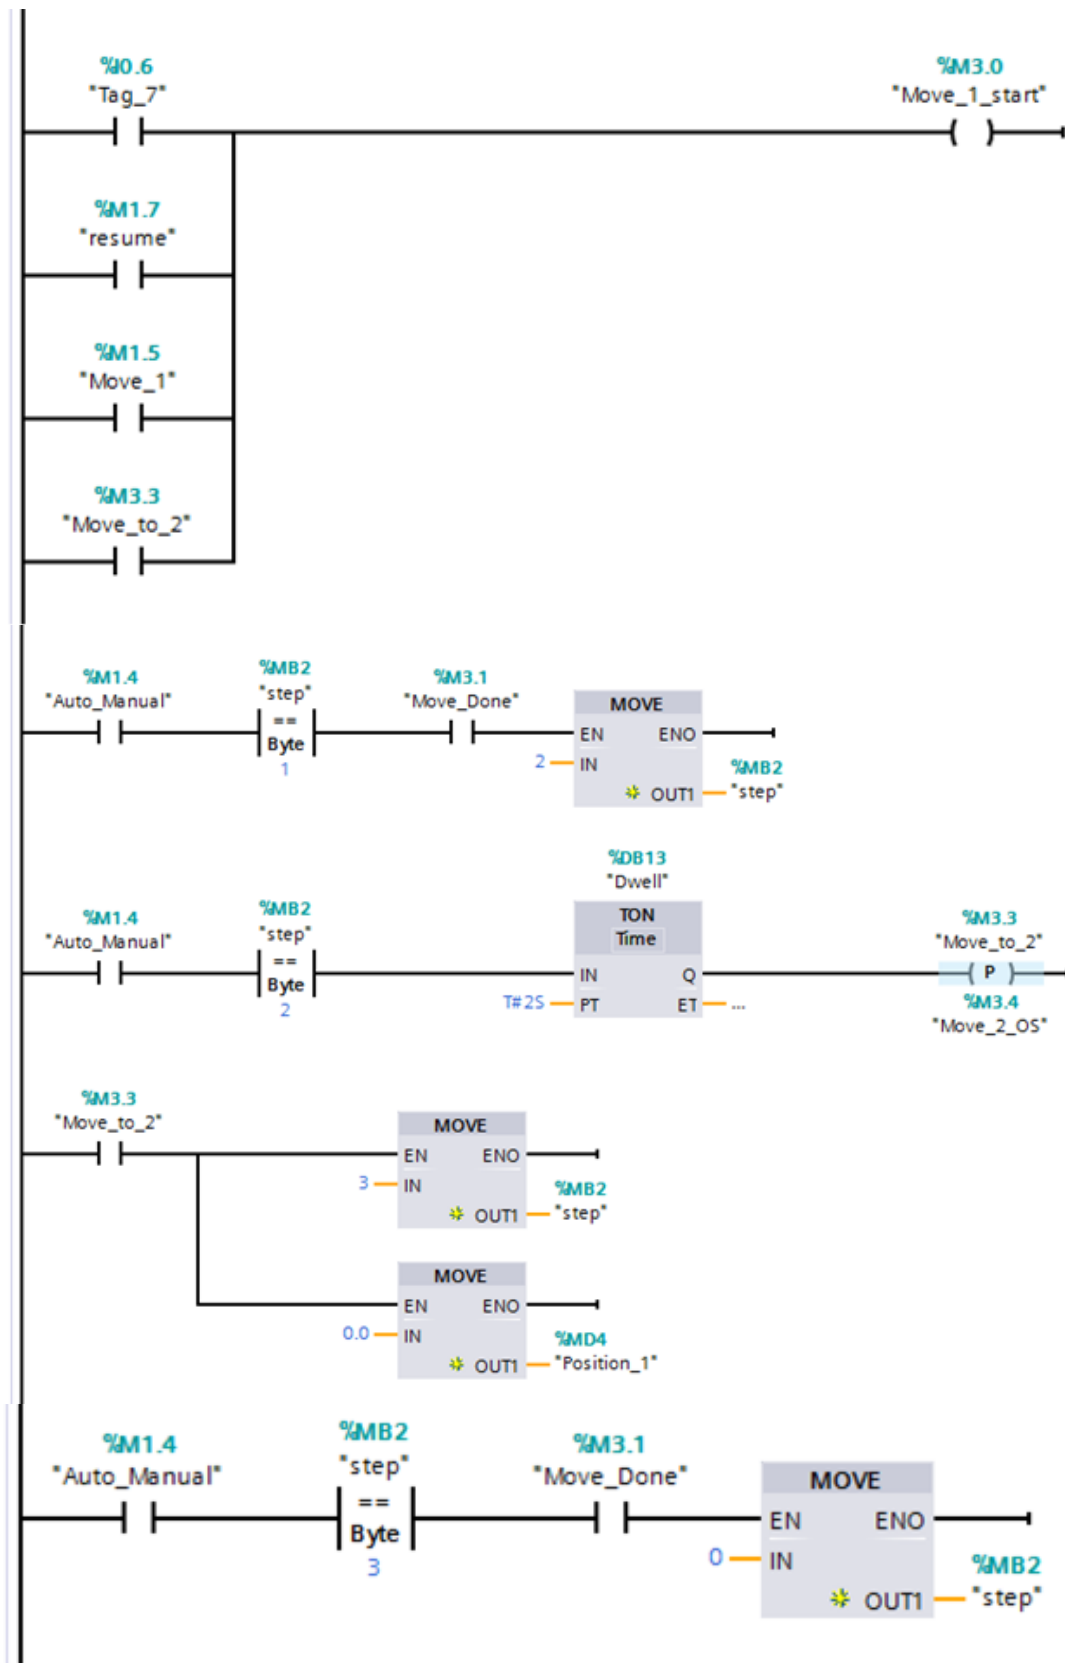 %I0.6
"Tag_7"
%M3.0
"Move_1_start"
%M1.7
"resume"
%M1.5
"Move_1"
%M3.3
"Move_to_2"
%M1.4
"Auto_Manual"
%MB2
"step"
==
Byte
1
%M3.1
"Move_Done"
MOVE
EN ENO
2 IN
OUT1
%MB2
"step"
%DB13
"Dwell"
%M1.4
"Auto_Manual"
%MB2
"step"
==
Byte
2
TON
Time
IN Q
T#2S PT ET ...
%M3.3
"Move_to_2"
P
%M3.4
"Move_2_OS"
%M3.3
"Move_to_2"
MOVE
EN ENO
3 IN
OUT1
%MB2
"step"
MOVE
EN ENO
0.0 IN
OUT1
%MD4
"Position_1"
%M1.4
"Auto_Manual"
%MB2
"step"
==
Byte
3
%M3.1
"Move_Done"
MOVE
EN ENO
0 IN
OUT1
%MB2
"step"